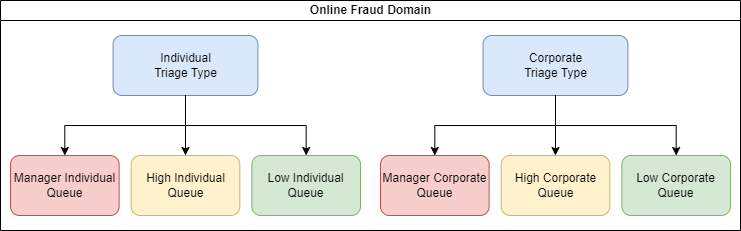 Online Fraud Domain
Individual
Triage Type
Corporate
Triage Type
Manager Individual
Queue
High Individual
Queue
Low Individual
Queue
Manager Corporate
Queue
High Corporate
Queue
Low Corporate
Queue